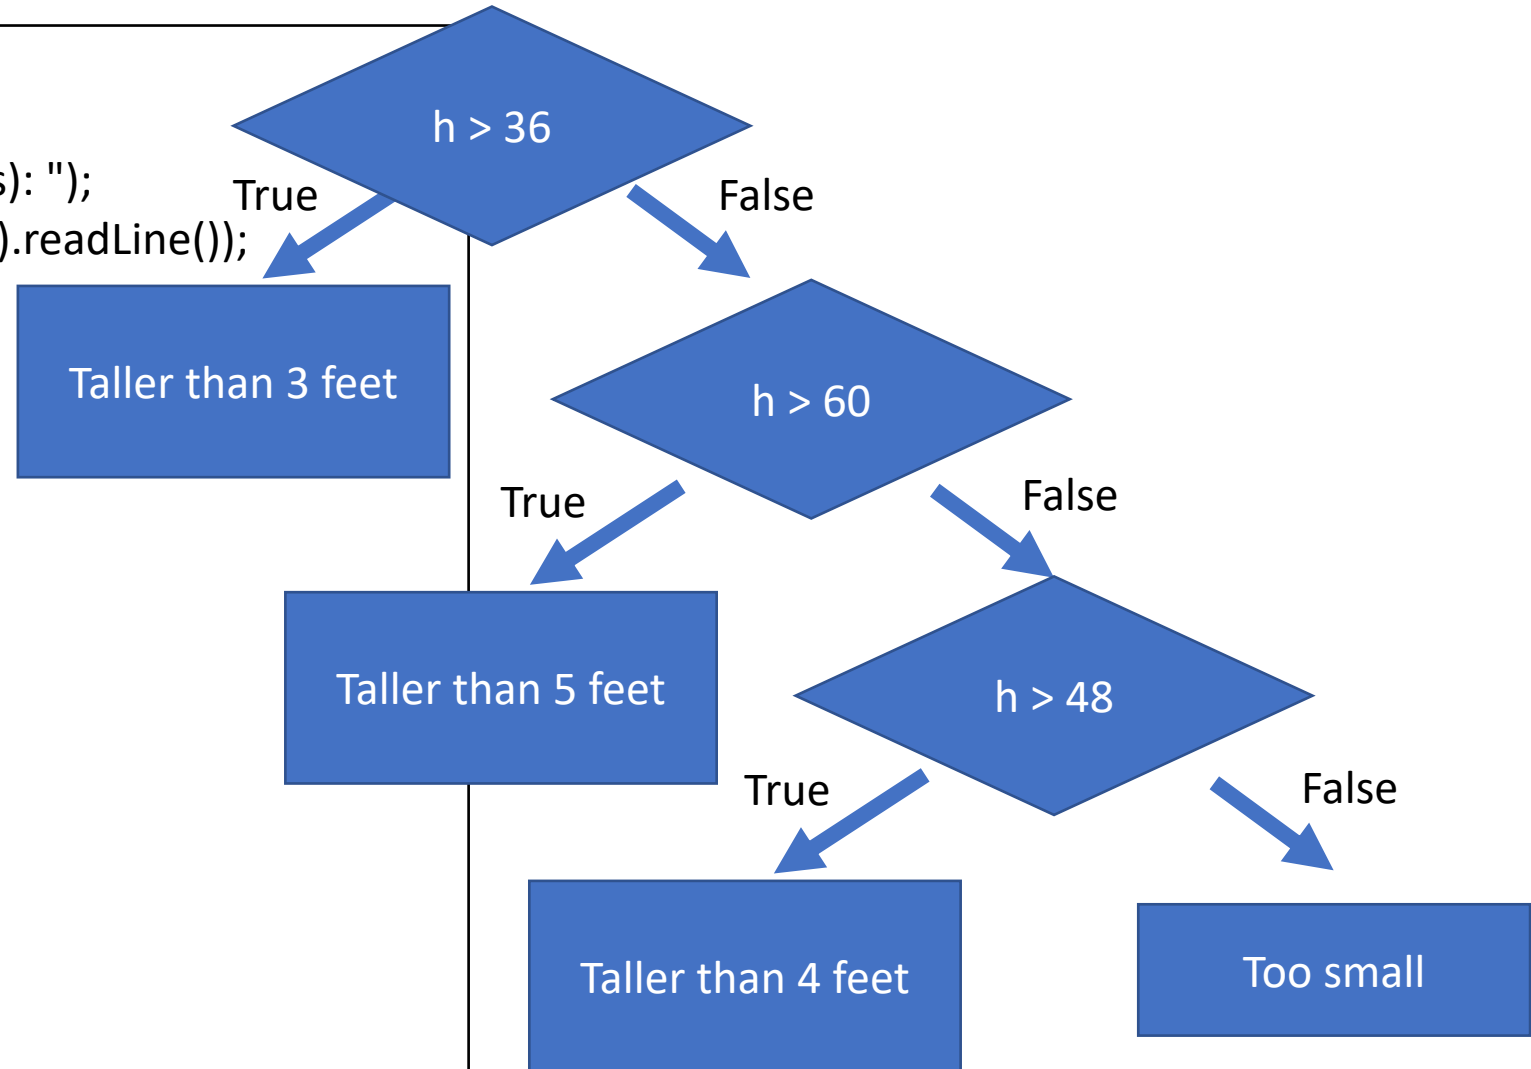 h > 36
s): ");
True
False
).readLine());
Taller than 3 feet
h > 60
True
False
Taller than 5 feet
h > 48
True
False
Taller than 4 feet
Too small